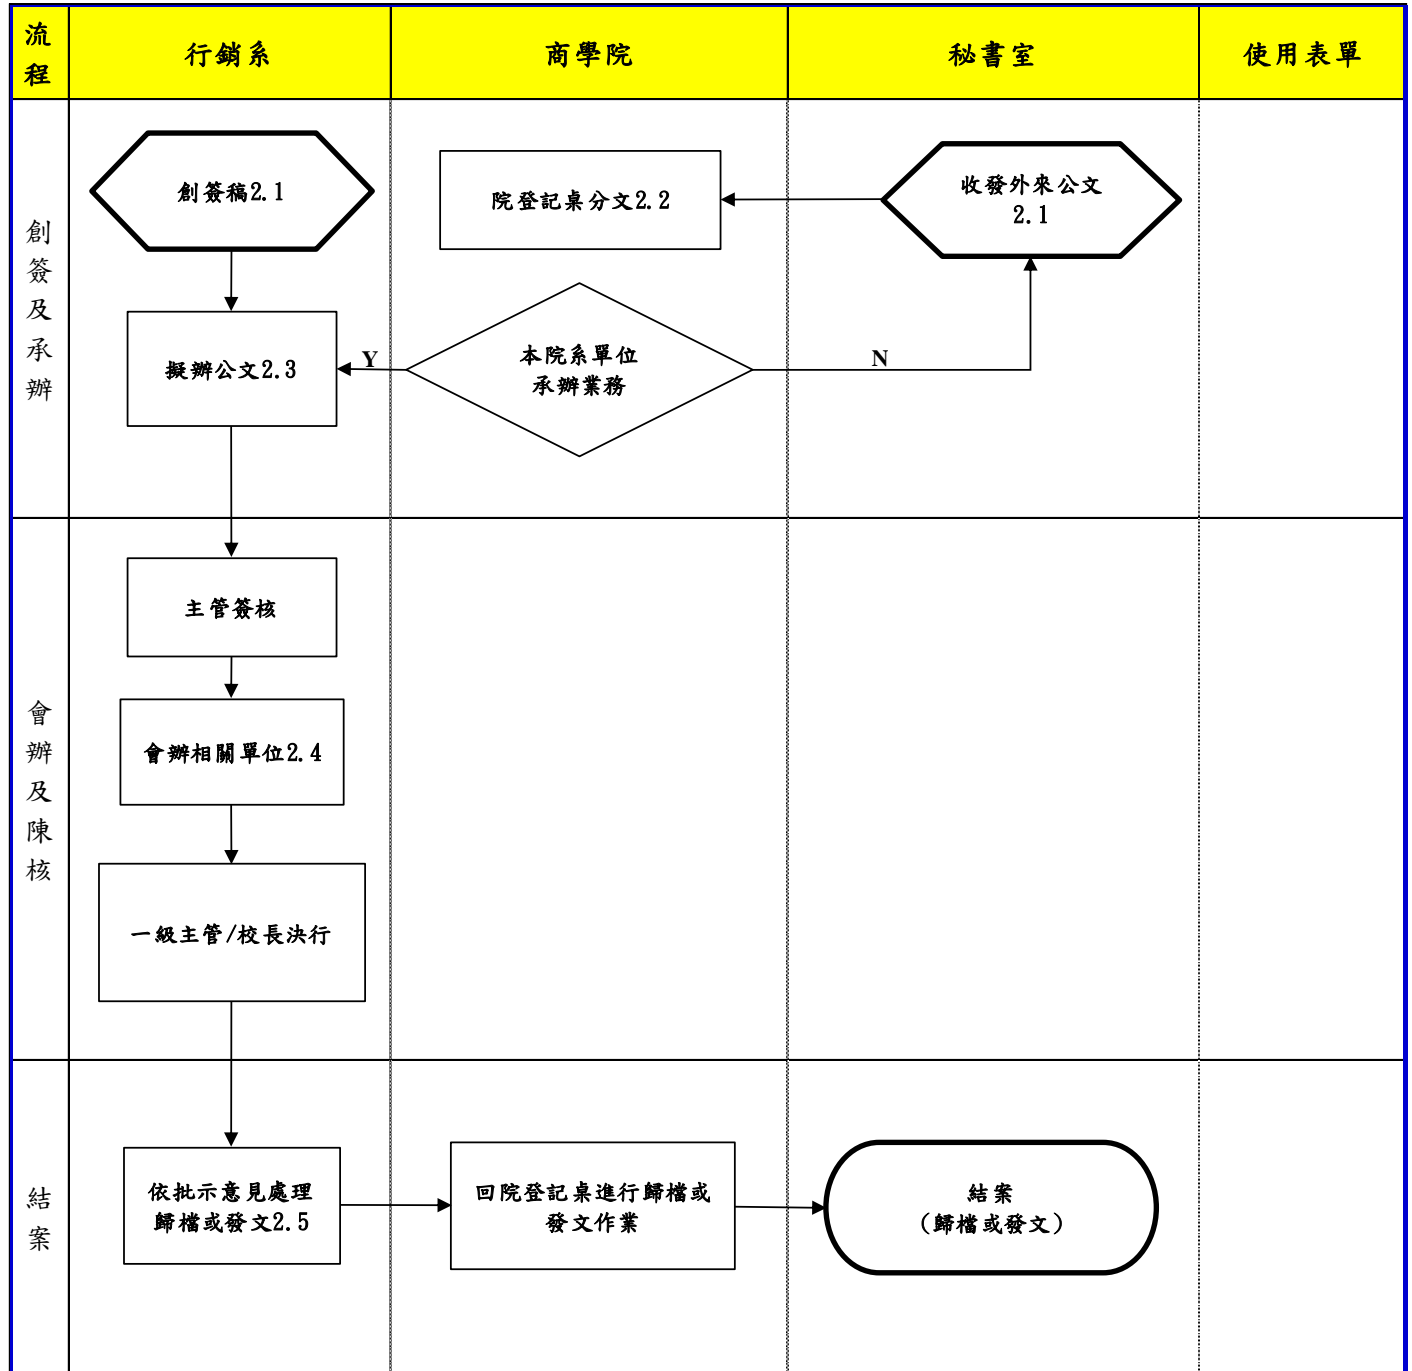 流
程
行銷系
商學院
秘書室
使用表單
創
簽
及
承
辦
創簽稿2.1
院登記桌分文2.2
收發外來公文
2.1
擬辦公文2.3
Y
本院系單位
承辦業務
N
會
辦
及
陳
核
主管簽核
會辦相關單位2.4
一級主管/校長決行
結
案
依批示意見處理
歸檔或發文2.5
回院登記桌進行歸檔或
發文作業
結案
（歸檔或發文）